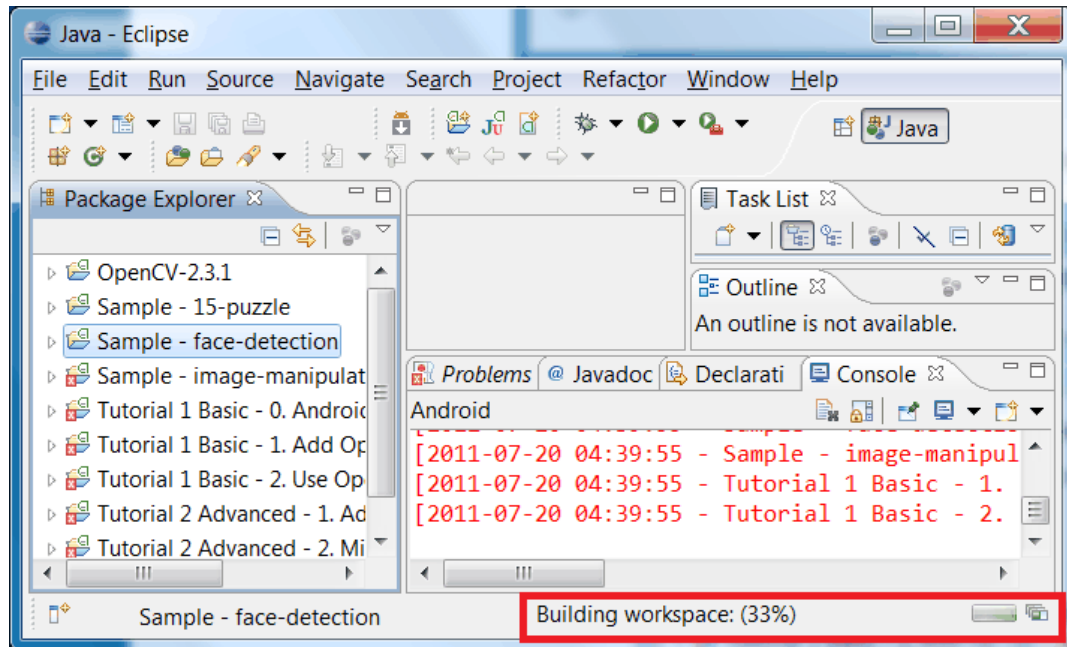 Java - Eclipse
File Edit Run Source Navigate Search Project Refactor Window Help
Java
Package Explorer
OpenCV-2.3.1
Sample - 15-puzzle
Sample - face-detection
Sample - image-manipulat
Tutorial 1 Basic - 0. Android
Tutorial 1 Basic - 1. Add Op
Tutorial 1 Basic - 2. Use Op
Tutorial 2 Advanced - 1. Ad
Tutorial 2 Advanced - 2. Mi
Task List
Outline
An outline is not available.
Problems @ Javadoc Declarati Console
Android
[2011-07-20 04:39:55 - Sample - image-manipul
[2011-07-20 04:39:55 - Tutorial 1 Basic - 1.
[2011-07-20 04:39:55 - Tutorial 1 Basic - 2.
Sample - face-detection
Building workspace: (33%)